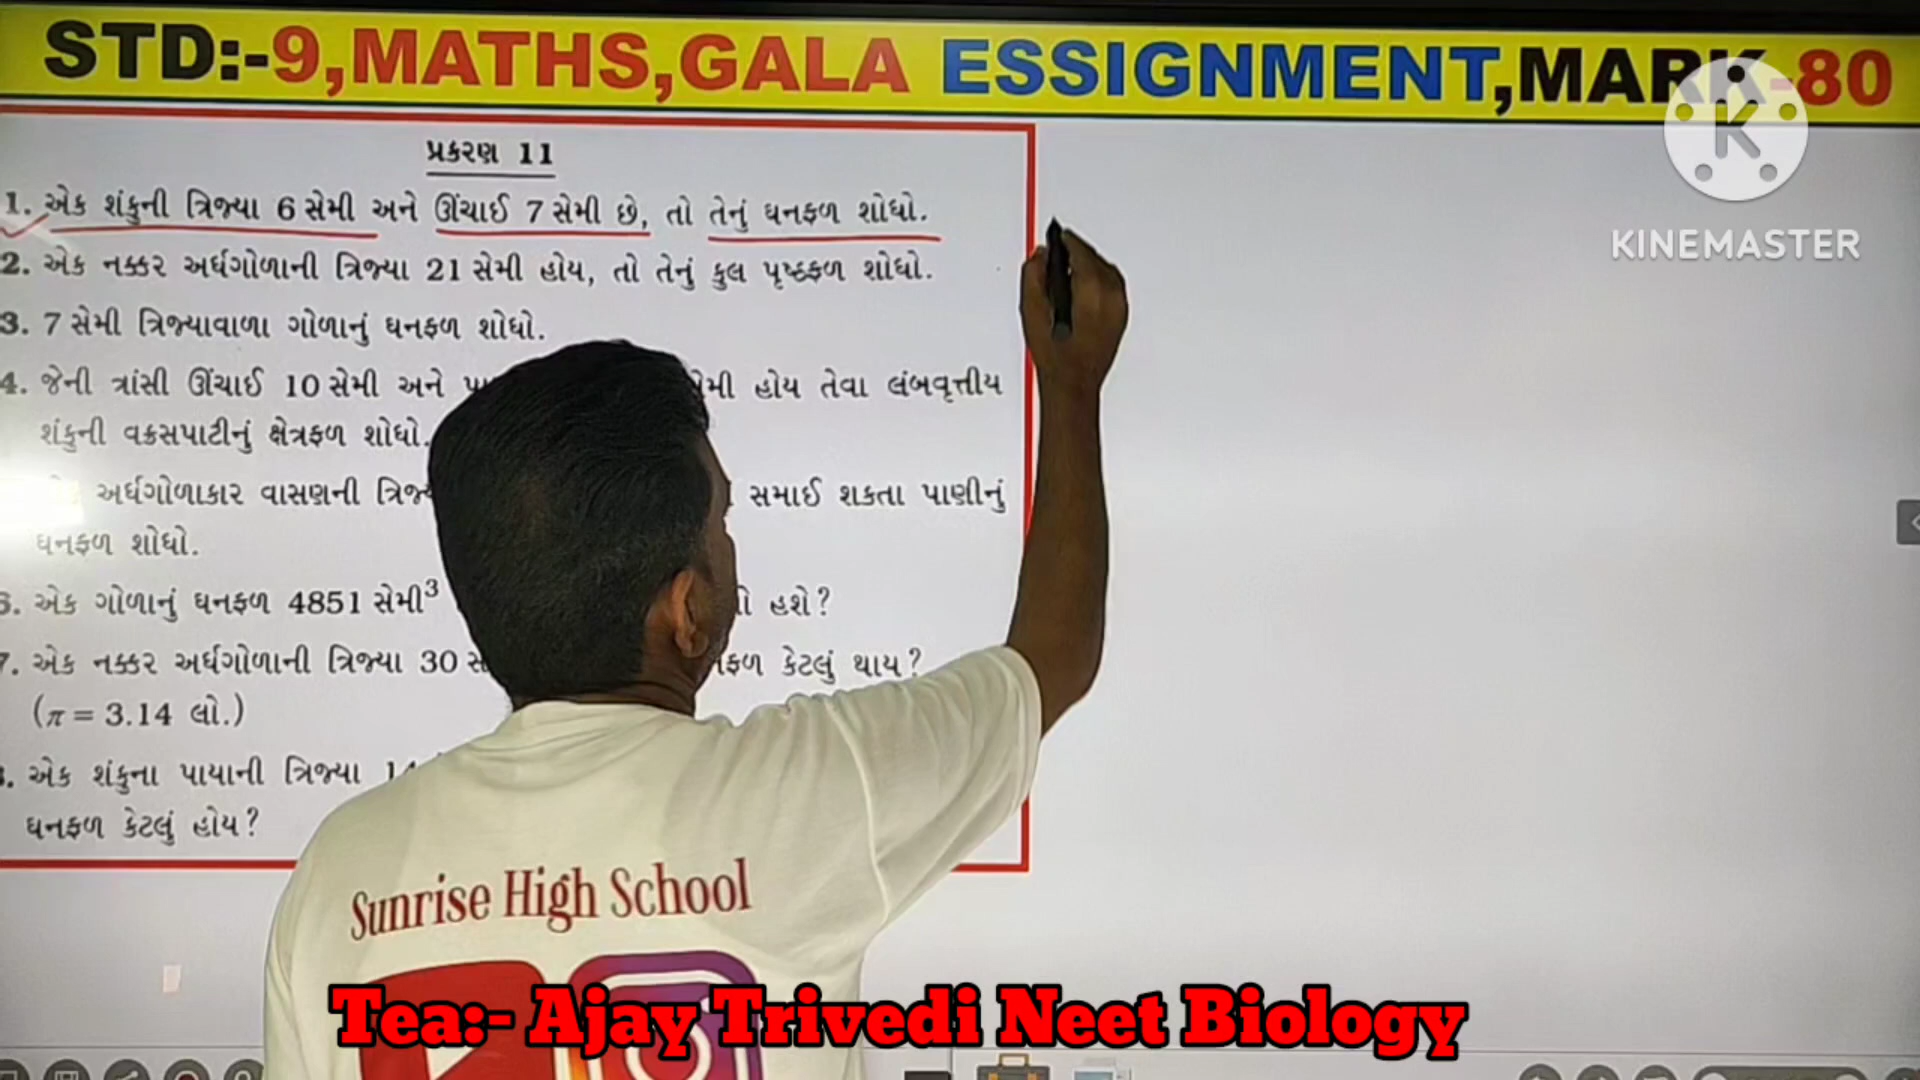 STD:-9,MATHS,GALA ESSIGNMENT,MARK-80
K
KINEMASTER
પ્રકરણ 11
1. એક શંકુની ત્રિજ્યા 6 સેમી અને ઊંચાઈ 7 સેમી છે, તો તેનું ઘનફળ શોધો.
2. એક નક્કર અર્ધગોળાની ત્રિજ્યા 21 સેમી હોય, તો તેનું કુલ પૃષ્ઠફળ શોધો.
3. 7 સેમી ત્રિજ્યાવાળા ગોળાનું ઘનફળ શોધો.
4. જેની ત્રાંસી ઊંચાઈ 10 સેમી અને હોય તેવા લંબવૃત્તીય
શંકુની વક્રસપાટીનું ક્ષેત્રફળ શોધો.
અર્ધગોળાકાર વાસણની સમાઈ શકતા પાણીનું
ઘનફળ શોધો.
એક ગોળાનું ઘનફળ 4851 સેમી³ હશે?
7. એક નક્કર અર્ધગોળાની ત્રિજ્યા 30 કેટલું થાય?
(π = 3.14 લો.)
એક શંકુના પાયાની ત્રિજ્યા
ઘનફળ કેટલું હોય?
Sunrise High School
Tea:- Ajay Trivedi Neet Biology